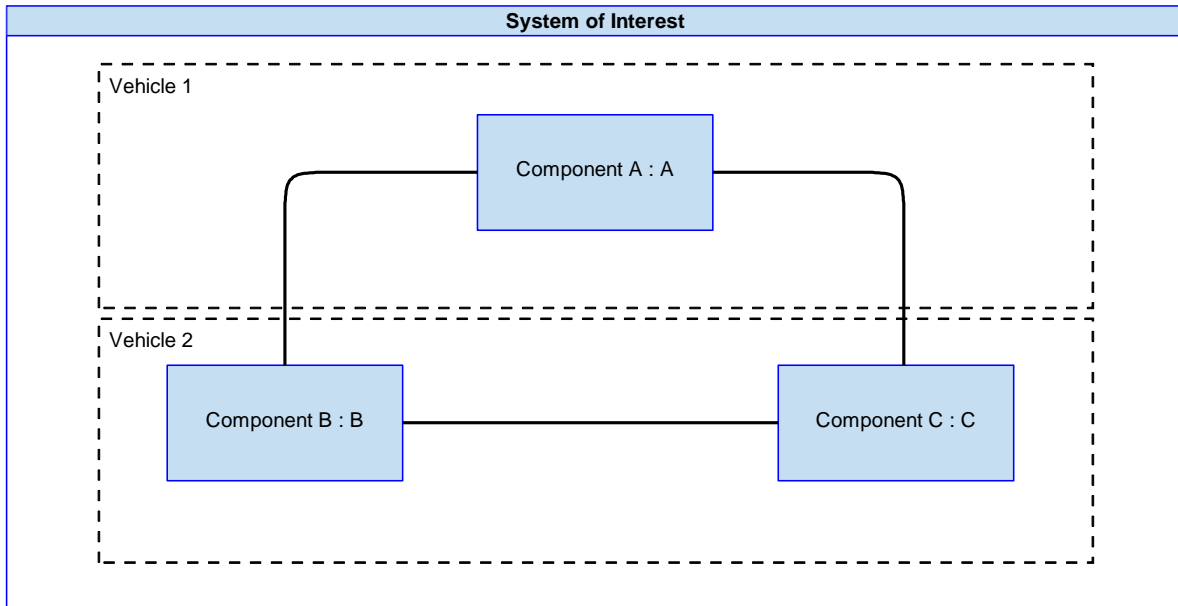 System of Interest
Vehicle 1
Component A : A
Vehicle 2
Component B : B
Component C : C